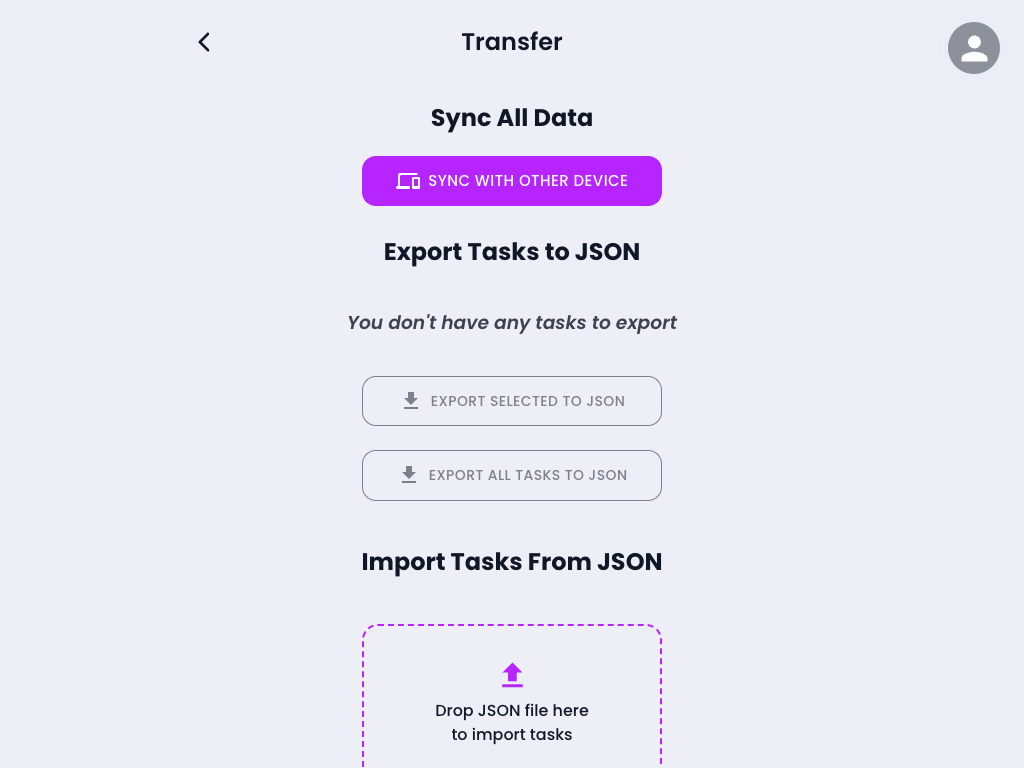 Transfer
Sync All Data
SYNC WITH OTHER DEVICE
Export Tasks to JSON
You don't have any tasks to export
EXPORT SELECTED TO JSON
EXPORT ALL TASKS TO JSON
Import Tasks From JSON
Drop JSON file here
to import tasks